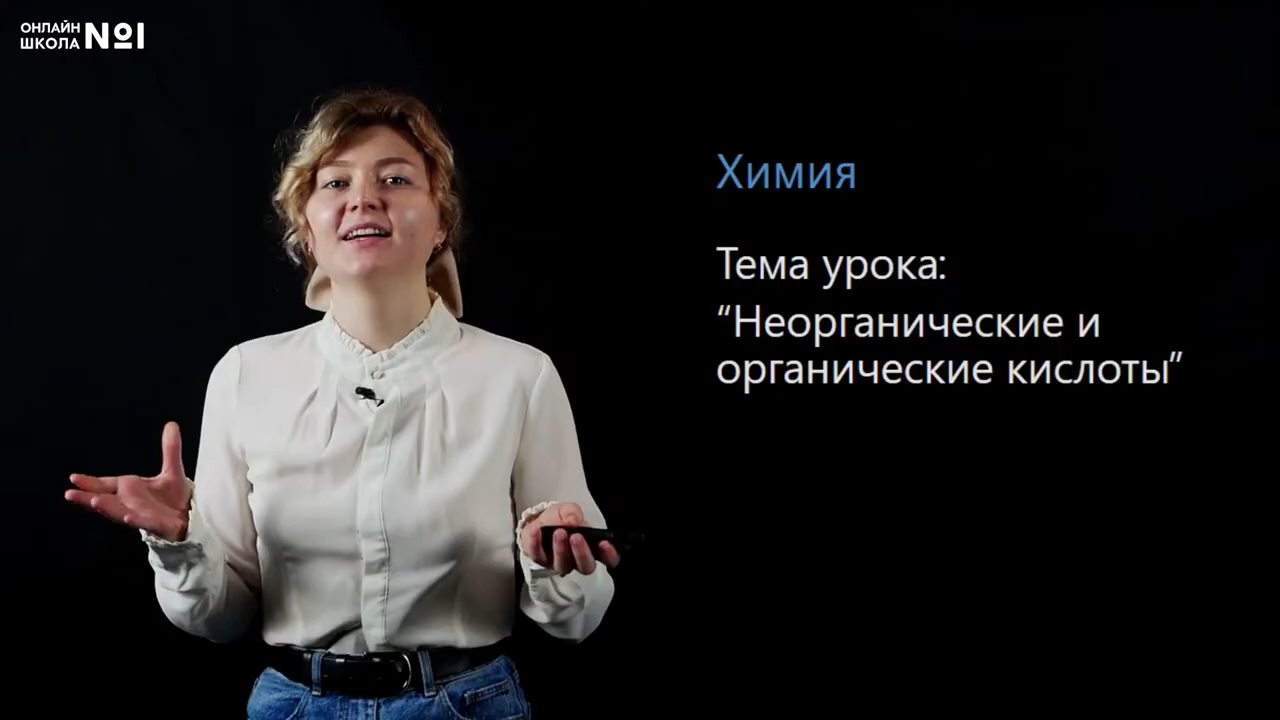 ОНЛАЙН
ШКОЛА №1
Химия
Тема урока:
“Неорганические и
органические кислоты”